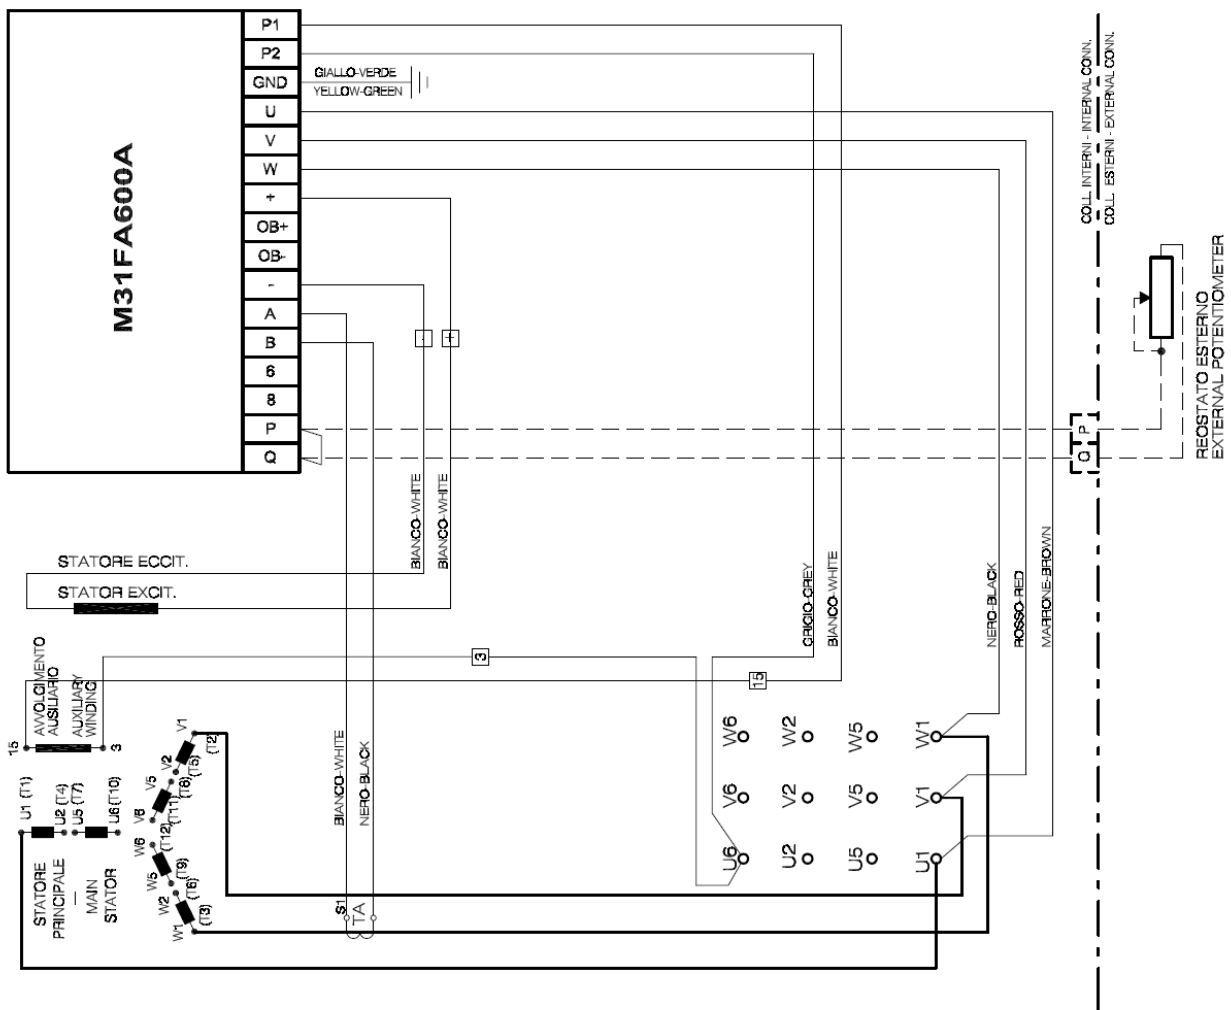 M31FA600A
P1
P2
GND
U
V
W
+
OB+
OB-
-
A
B
6
8
P
Q
GIALLO-VERDE
YELLOW-GREEN
-
+
BIANCO-WHITE
BIANCO-WHITE
STATORE ECCIT.
STATOR EXCIT.
AVVOLGIMENTO
AUSILIARIO
AUXILIARY
WINDING
15
3
3
15
GRIGIO-GREY
BIANCO-WHITE
NERO-BLACK
ROSSO-RED
MARRONE-BROWN
COLL. INTERNI - INTERNAL CONN.
COLL. ESTERNI - EXTERNAL CONN.
P
Q
REOSTATO ESTERNO
EXTERNAL POTENTIOMETER
U1 (T1)
U2 (T4)
U5 (T7)
U6 (T10)
V1
(T2)
V2
(T5)
V5
(T8)
V6
(T11)
W6
(T12)
W5
(T9)
W2
(T6)
W1
(T3)
STATORE
PRINCIPALE
—
MAIN
STATOR
BIANCO-WHITE
NERO-BLACK
S1
TA
W6
W2
W5
W1
V6
V2
V5
V1
U6
U2
U5
U1